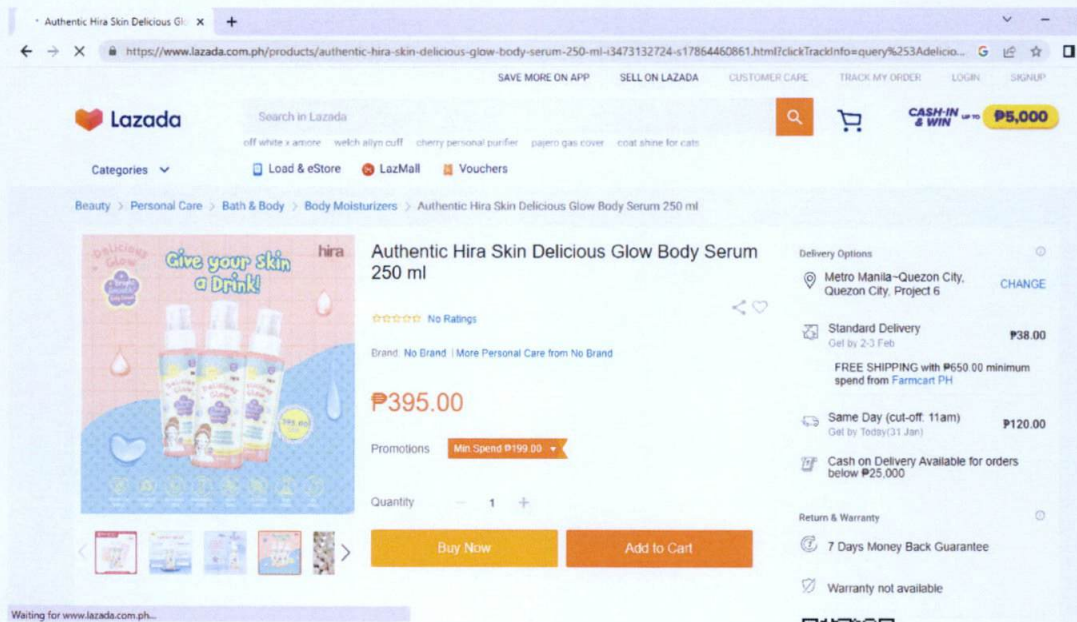 Authentic Hira Skin Delicious Gl
https://www.lazada.com.ph/products/authentic-hira-skin-delicious-glow-body-serum-250-ml-i3473132724-s17864460861.html?clickTrackInfo=query%253Adelicio...
SAVE MORE ON APP SELL ON LAZADA CUSTOMER CARE TRACK MY ORDER LOGIN SIGNUP
Lazada
Search in Lazada
CASH-IN & WIN UP TO ₱5,000
off white x amore welch allyn cuff cherry personal purifier pajero gas cover coat shine for cats
Categories Load & eStore LazMall Vouchers
Beauty > Personal Care > Bath & Body > Body Moisturizers > Authentic Hira Skin Delicious Glow Body Serum 250 ml
Delicious Glow
Give your skin a Drink!
hira
Delicious Glow
395.00
Authentic Hira Skin Delicious Glow Body Serum
250 ml
No Ratings
Brand: No Brand | More Personal Care from No Brand
₱395.00
Promotions Min.Spend ₱199.00
Quantity 1
Buy Now Add to Cart
Delivery Options
Metro Manila~Quezon City,
Quezon City, Project 6
CHANGE
Standard Delivery ₱38.00
Get by 2-3 Feb
FREE SHIPPING with ₱650.00 minimum
spend from Farmcart PH
Same Day (cut-off: 11am) ₱120.00
Get by Today(31 Jan)
Cash on Delivery Available for orders
below ₱25,000
Return & Warranty
7 Days Money Back Guarantee
Warranty not available
Waiting for www.lazada.com.ph...